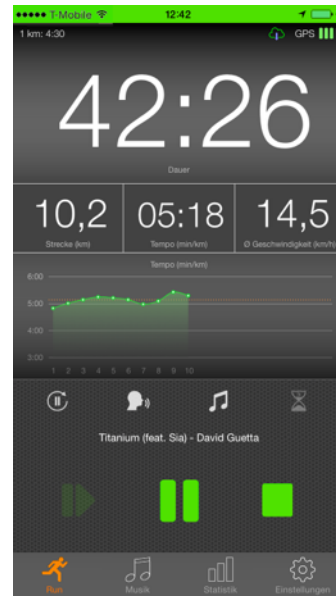 T-Mobile 12:42
1 km: 4:30 GPS
42:26
Dauer
10,2 05:18 14,5
Strecke (km) Tempo (min/km) Ø Geschwindigkeit (km/h)
Tempo (min/km)
6:00
5:00
4:00
3:00
1 2 3 4 5 6 7 8 9 10
Titanium (feat. Sia) - David Guetta
Run Musik Statistik Einstellungen